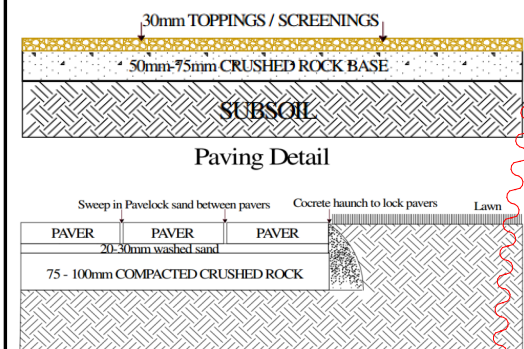 30mm TOPPINGS / SCREENINGS
50mm-75mm CRUSHED ROCK BASE
SUBSOIL
Paving Detail
Sweep in Pavelock sand between pavers
Cocrete haunch to lock pavers
Lawn
PAVER PAVER PAVER
20-30mm washed sand
75 - 100mm COMPACTED CRUSHED ROCK